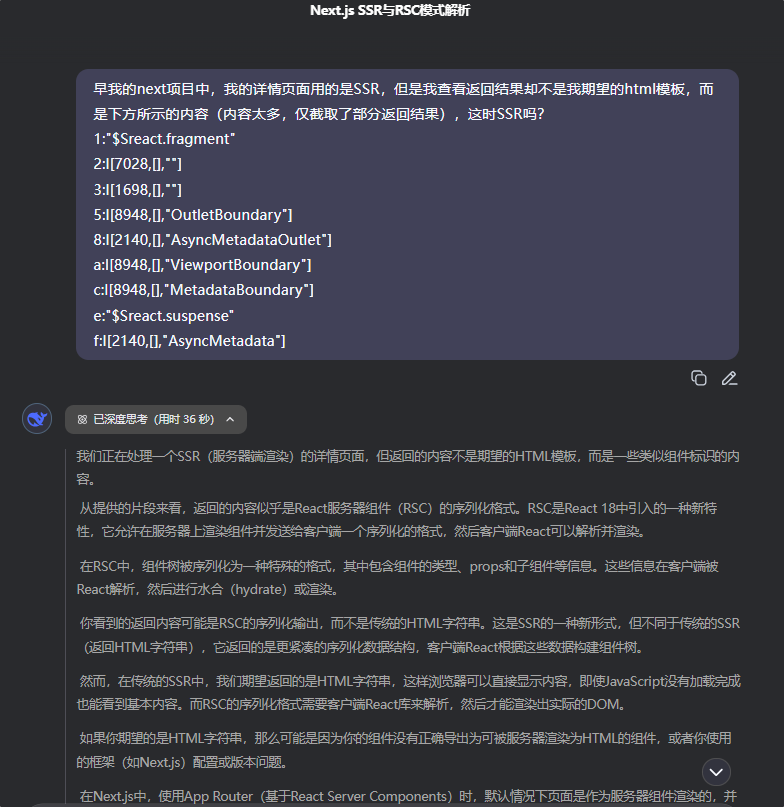 Next.js SSR与RSC模式解析
早我的next项目中，我的详情页面用的是SSR，但是我查看返回结果却不是我期望的html模板，而
是下方所示的内容（内容太多，仅截取了部分返回结果），这时SSR吗？
1:"$Sreact.fragment"
2:I[7028,[],""]
3:I[1698,[],""]
5:I[8948,[],"OutletBoundary"]
8:I[2140,[],"AsyncMetadataOutlet"]
a:I[8948,[],"ViewportBoundary"]
c:I[8948,[],"MetadataBoundary"]
e:"$Sreact.suspense"
f:I[2140,[],"AsyncMetadata"]
已深度思考（用时 36 秒）
我们正在处理一个SSR（服务器端渲染）的详情页面，但返回的内容不是期望的HTML模板，而是一些类似组件标识的内
容。
从提供的片段来看，返回的内容似乎是React服务器组件（RSC）的序列化格式。RSC是React 18中引入的一种新特
性，它允许在服务器上渲染组件并发送给客户端一个序列化的格式，然后客户端React可以解析并渲染。
在RSC中，组件树被序列化为一种特殊的格式，其中包含组件的类型、props和子组件等信息。这些信息在客户端被
React解析，然后进行水合（hydrate）或渲染。
你看到的返回内容可能是RSC的序列化输出，而不是传统的HTML字符串。这是SSR的一种新形式，但不同于传统的SSR
（返回HTML字符串），它返回的是更紧凑的序列化数据结构，客户端React根据这些数据构建组件树。
然而，在传统的SSR中，我们期望返回的是HTML字符串，这样浏览器可以直接显示内容，即使JavaScript没有加载完成
也能看到基本内容。而RSC的序列化格式需要客户端React库来解析，然后才能渲染出实际的DOM。
如果你期望的是HTML字符串，那么可能是因为你的组件没有正确导出为可被服务器渲染为HTML的组件，或者你使用
的框架（如Next.js）配置或版本问题。
在Next.js中，使用App Router（基于React Server Components）时，默认情况下页面是作为服务器组件渲染的，并